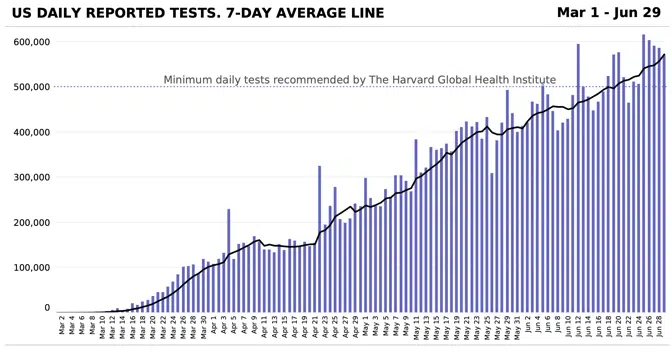 US DAILY REPORTED TESTS. 7-DAY AVERAGE LINE
Mar 1 - Jun 29
600,000
Minimum daily tests recommended by The Harvard Global Health Institute
500,000
400,000
300,000
200,000
100,000
0
Mar 2
Mar 4
Mar 6
Mar 8
Mar 10
Mar 12
Mar 14
Mar 16
Mar 18
Mar 20
Mar 22
Mar 24
Mar 26
Mar 28
Mar 30
Apr 1
Apr 3
Apr 5
Apr 7
Apr 9
Apr 11
Apr 13
Apr 15
Apr 17
Apr 19
Apr 21
Apr 23
Apr 25
Apr 27
Apr 29
May 1
May 3
May 5
May 7
May 9
May 11
May 13
May 15
May 17
May 19
May 21
May 23
May 25
May 27
May 29
May 31
Jun 2
Jun 4
Jun 6
Jun 8
Jun 10
Jun 12
Jun 14
Jun 16
Jun 18
Jun 20
Jun 22
Jun 24
Jun 26
Jun 28